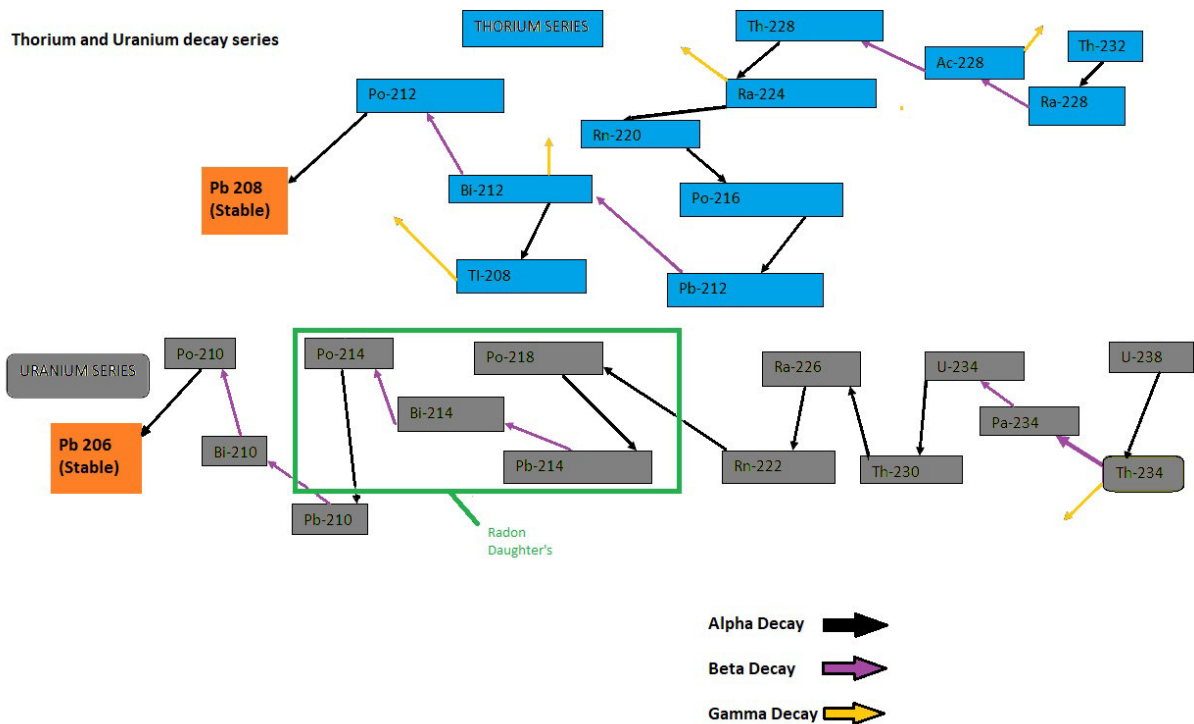 Thorium and Uranium decay series
THORIUM SERIES
Th-228
Ac-228
Th-232
Po-212
Ra-224
Ra-228
Rn-220
Pb 208
(Stable)
Bi-212
Po-216
Tl-208
Pb-212
URANIUM SERIES
Po-210
Po-214
Po-218
Ra-226
U-234
U-238
Bi-214
Pa-234
Pb 206
(Stable)
Bi-210
Pb-214
Rn-222
Th-230
Th-234
Pb-210
Radon
Daughter's
Alpha Decay
Beta Decay
Gamma Decay